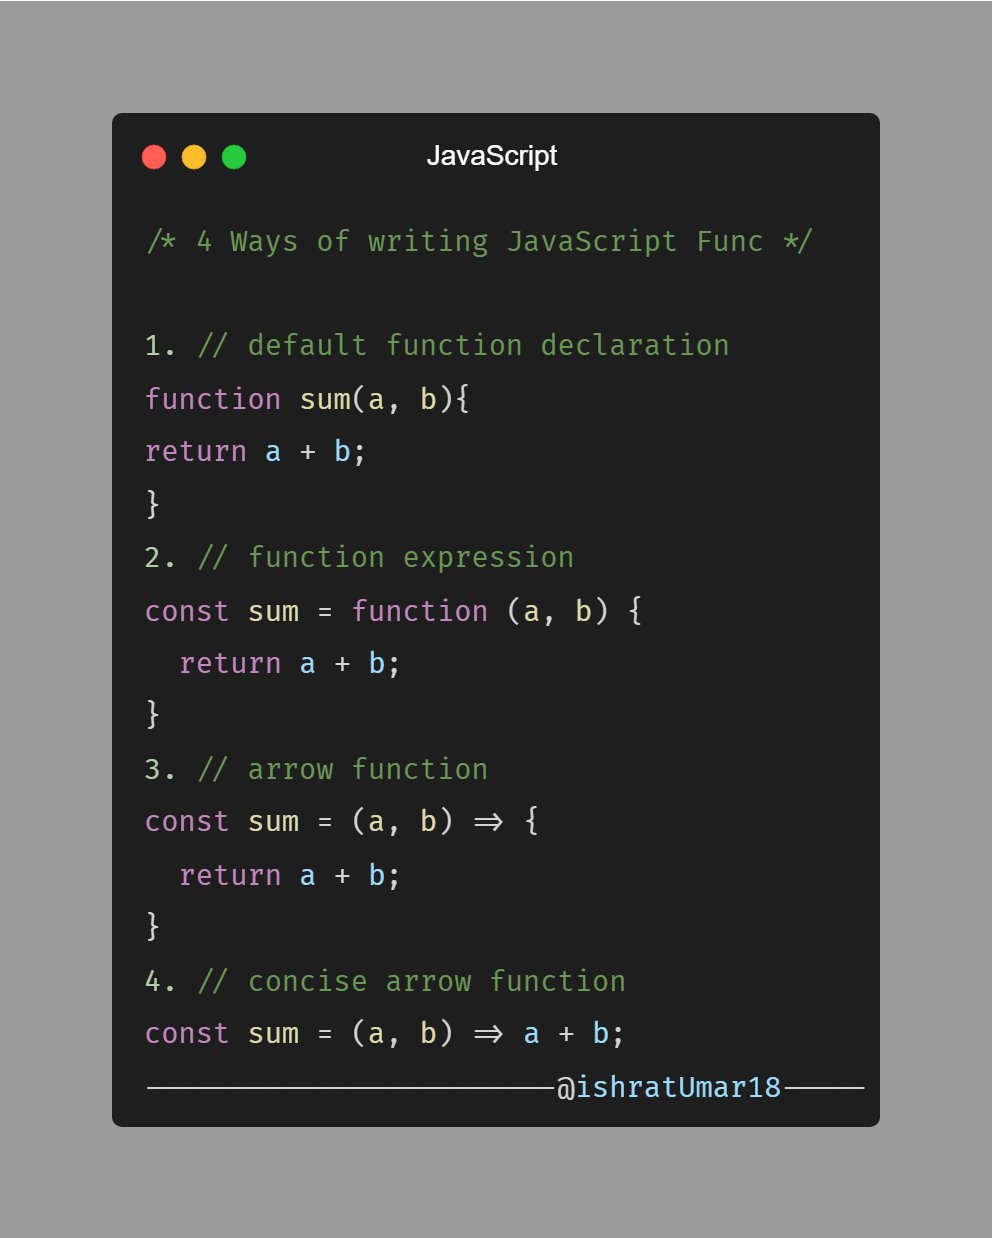 JavaScript
/* 4 Ways of writing JavaScript Func */
1. // default function declaration
function sum(a, b){
return a + b;
}
2. // function expression
const sum = function (a, b) {
  return a + b;
}
3. // arrow function
const sum = (a, b) => {
  return a + b;
}
4. // concise arrow function
const sum = (a, b) => a + b;
@ishratUmar18